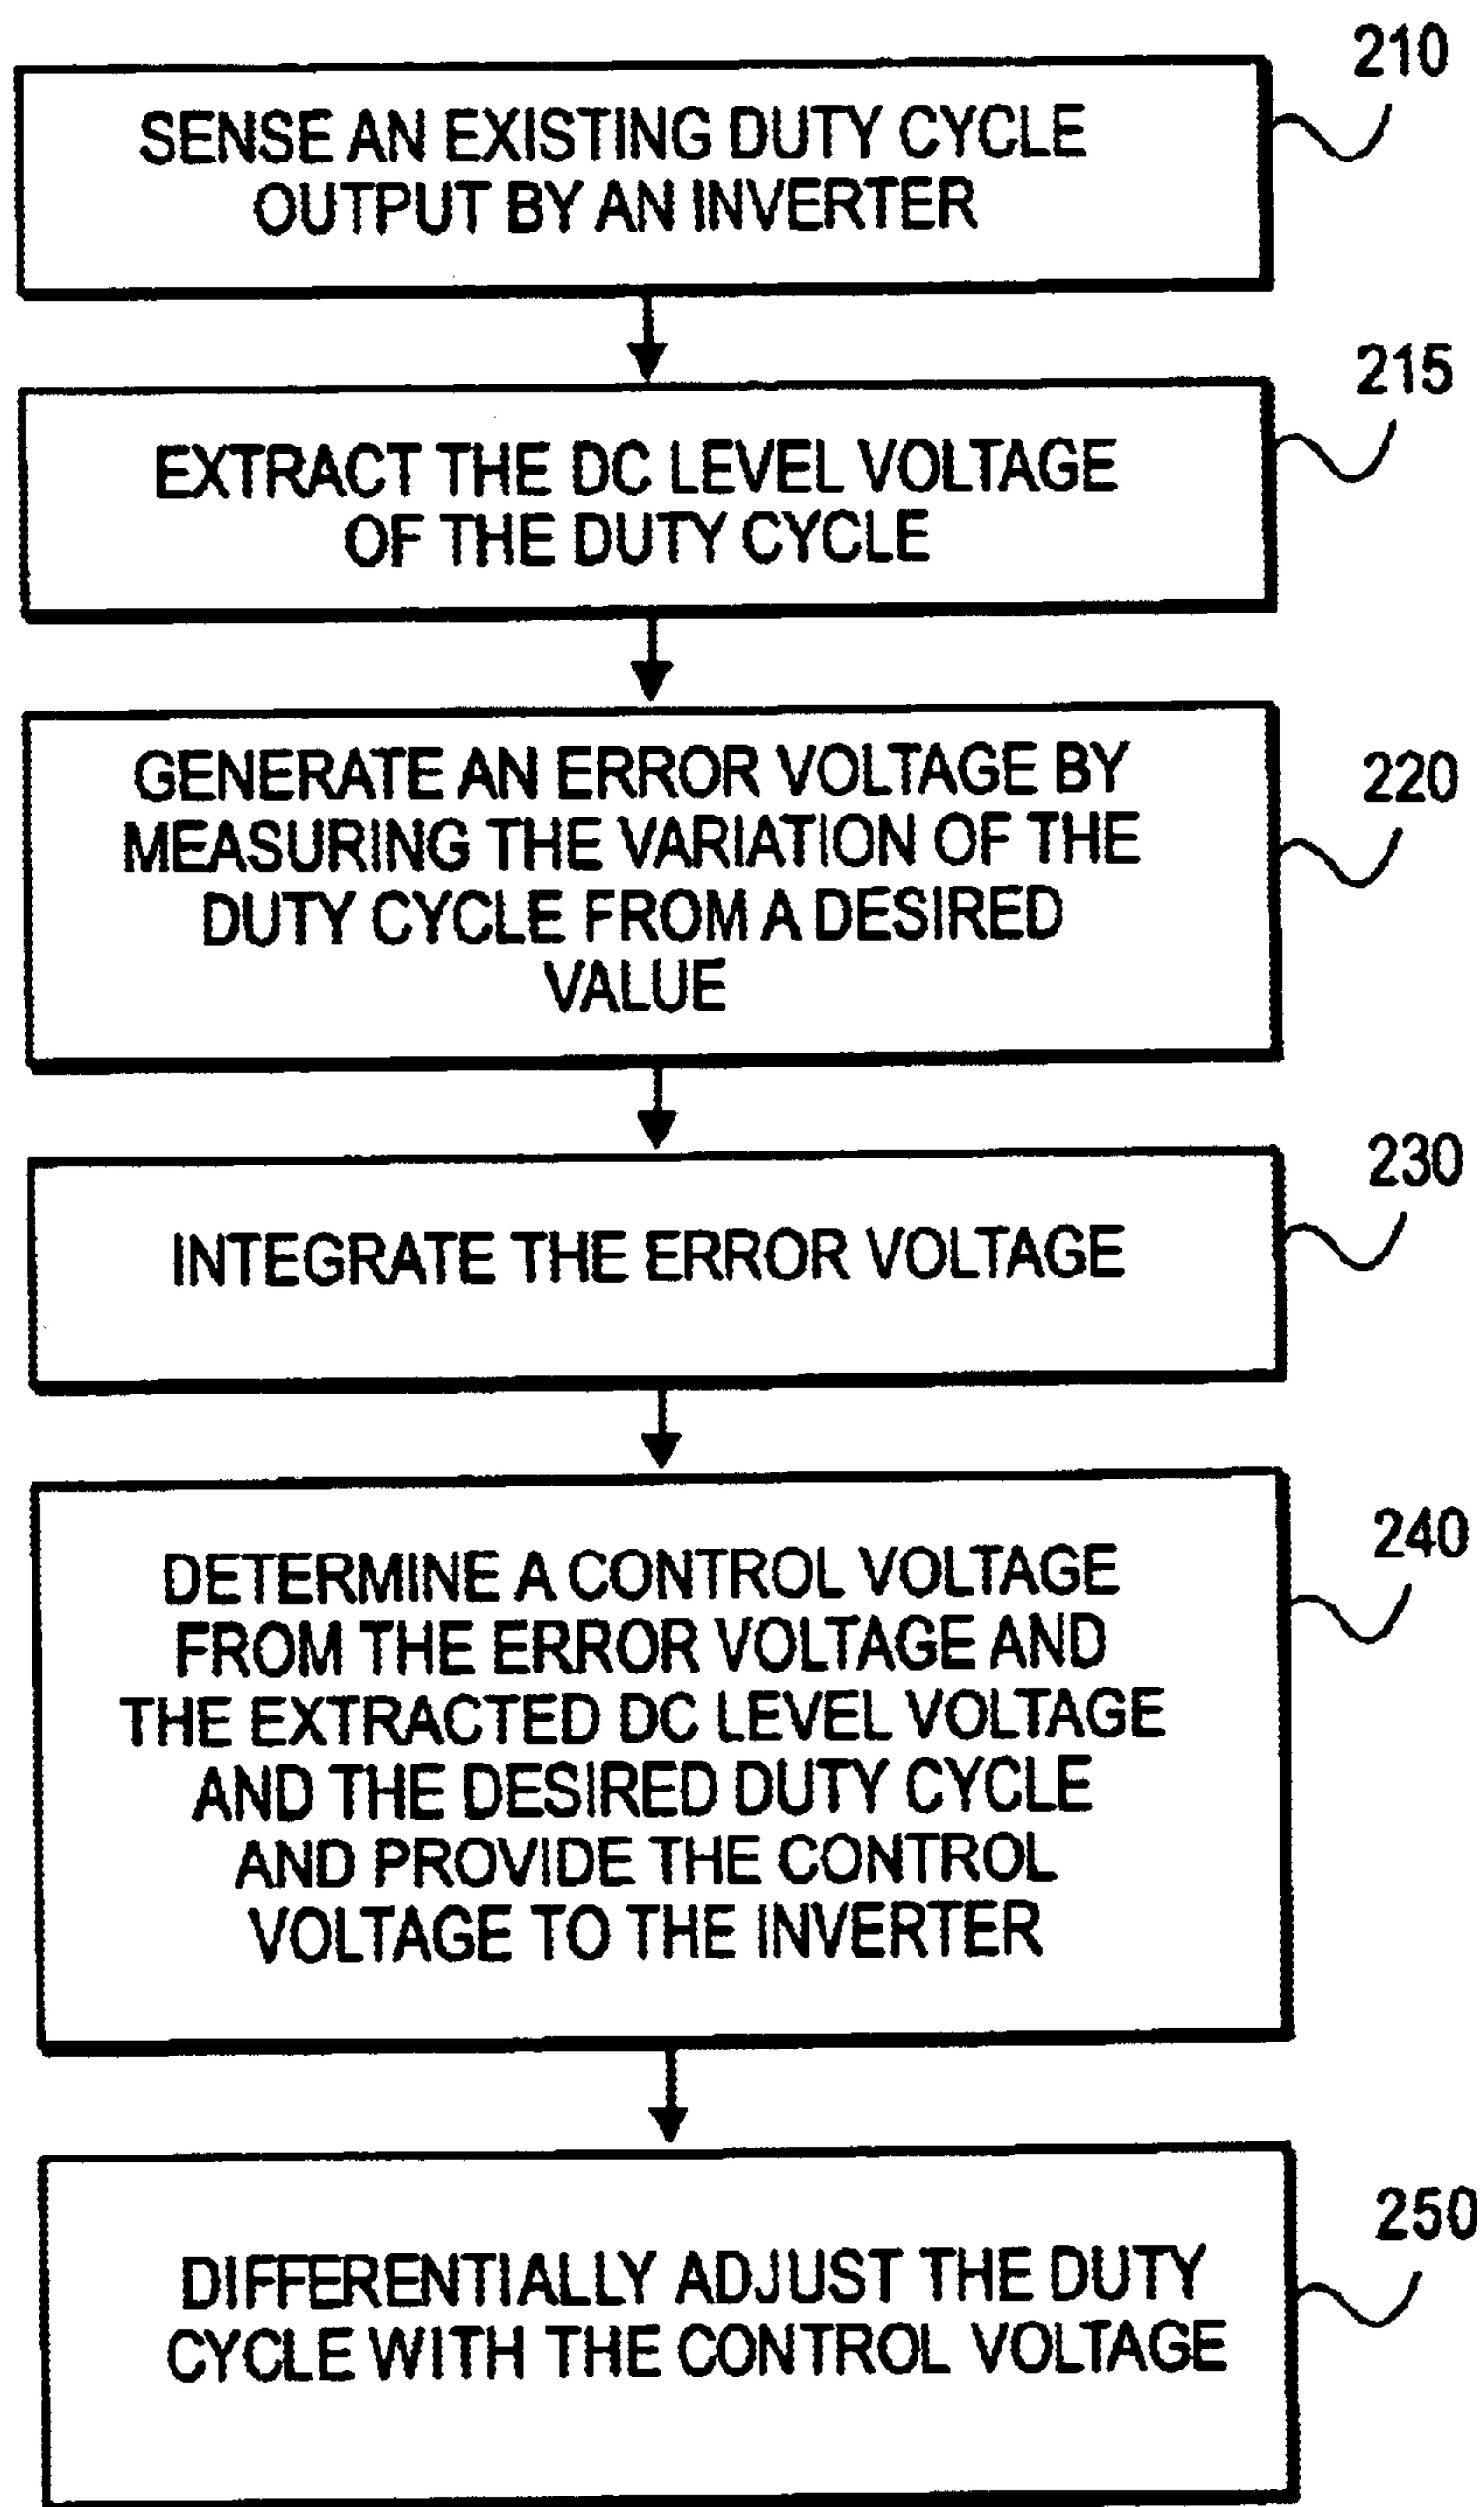 210
SENSE AN EXISTING DUTY CYCLE
OUTPUT BY AN INVERTER
215
EXTRACT THE DC LEVEL VOLTAGE
OF THE DUTY CYCLE
220
GENERATE AN ERROR VOLTAGE BY
MEASURING THE VARIATION OF THE
DUTY CYCLE FROM A DESIRED
VALUE
230
INTEGRATE THE ERROR VOLTAGE
240
DETERMINE A CONTROL VOLTAGE
FROM THE ERROR VOLTAGE AND
THE EXTRACTED DC LEVEL VOLTAGE
AND THE DESIRED DUTY CYCLE
AND PROVIDE THE CONTROL
VOLTAGE TO THE INVERTER
250
DIFFERENTIALLY ADJUST THE DUTY
CYCLE WITH THE CONTROL VOLTAGE